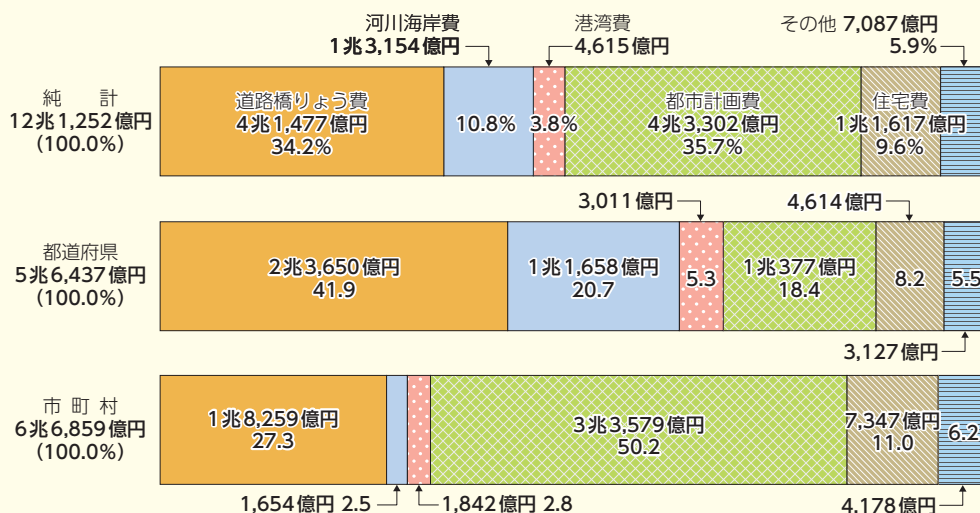 河川海岸費
1兆3,154億円
港湾費
4,615億円
その他 7,087億円
5.9%
純 計
12兆1,252億円
(100.0%)
道路橋りょう費
4兆1,477億円
34.2%
10.8%
3.8%
都市計画費
4兆3,302億円
35.7%
住宅費
1兆1,617億円
9.6%
3,011億円
4,614億円
都道府県
5兆6,437億円
(100.0%)
2兆3,650億円
41.9
1兆1,658億円
20.7
5.3
1兆377億円
18.4
8.2
5.5
3,127億円
市 町 村
6兆6,859億円
(100.0%)
1兆8,259億円
27.3
3兆3,579億円
50.2
7,347億円
11.0
6.2
1,654億円 2.5
1,842億円 2.8
4,178億円